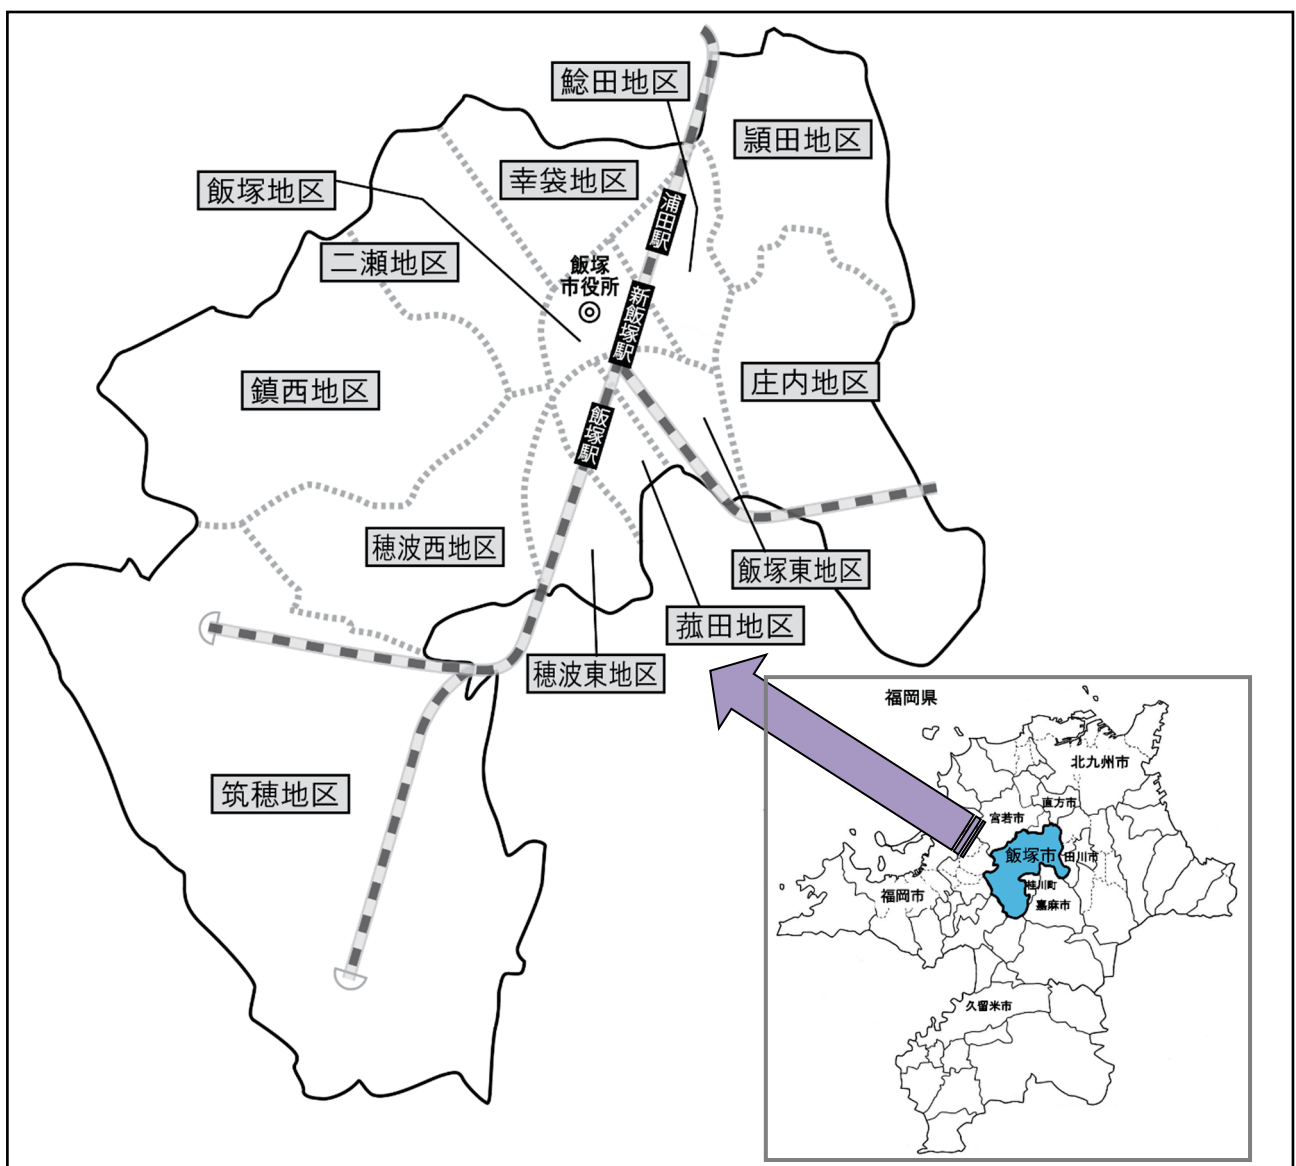 鯰田地区
頴田地区
幸袋地区
飯塚地区
浦田駅
二瀬地区
飯塚
市役所
新飯塚駅
鎮西地区
庄内地区
飯塚駅
穂波西地区
飯塚東地区
菰田地区
穂波東地区
筑穂地区
福岡県
北九州市
直方市
宮若市
飯塚市
田川市
桂川町
福岡市
嘉麻市
久留米市